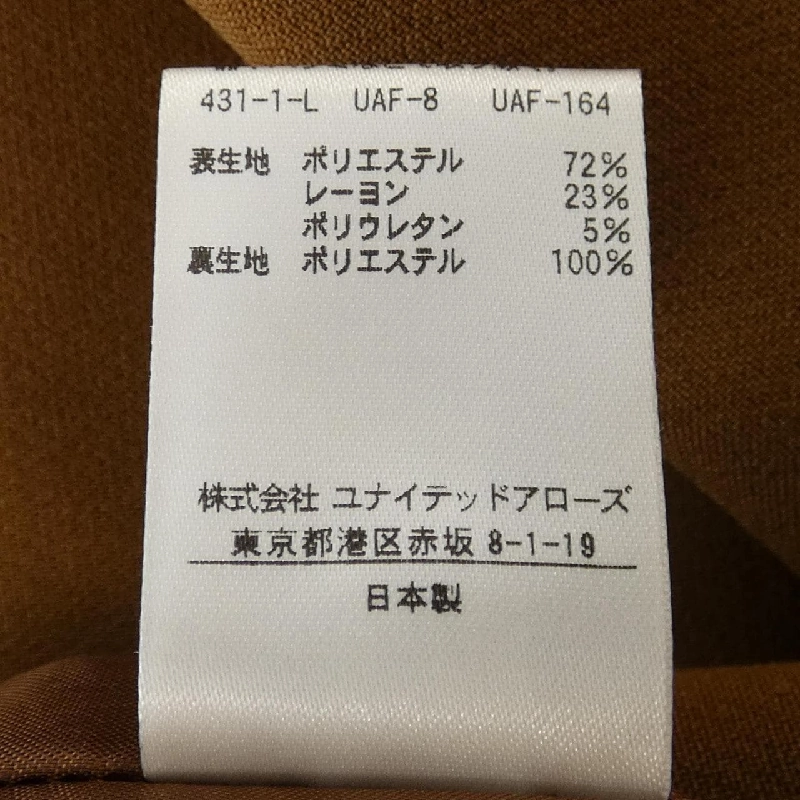 431-1-L UAF-8 UAF-164
表生地 ポリエステル 72%
レーヨン 23%
ポリウレタン 5%
裏生地 ポリエステル 100%
株式会社 ユナイテッドアローズ
東京都港区赤坂 8-1-19
日本製